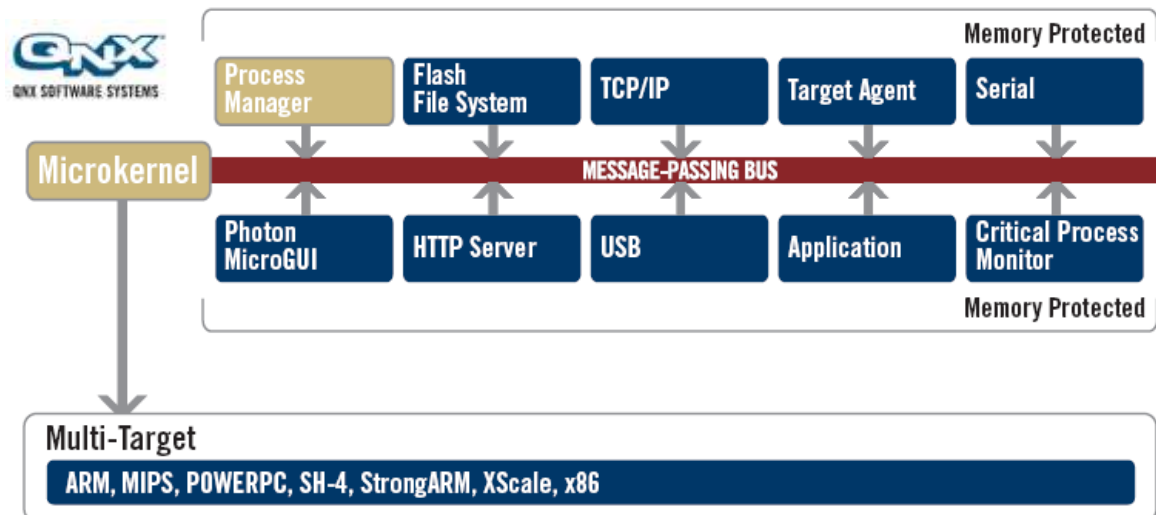 QNX™
QNX SOFTWARE SYSTEMS
Memory Protected
Process
Manager
Flash
File System
TCP/IP
Target Agent
Serial
Microkernel
MESSAGE-PASSING BUS
Photon
MicroGUI
HTTP Server
USB
Application
Critical Process
Monitor
Memory Protected
Multi-Target
ARM, MIPS, POWERPC, SH-4, StrongARM, XScale, x86